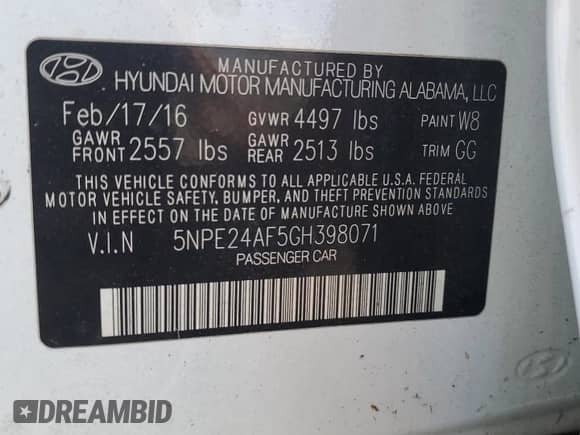 MANUFACTURED BY
HYUNDAI MOTOR MANUFACTURING ALABAMA, LLC
Feb/17/16 GVWR 4497 lbs PAINT W8
GAWR FRONT 2557 lbs GAWR REAR 2513 lbs TRIM GG
THIS VEHICLE CONFORMS TO ALL APPLICABLE U.S.A. FEDERAL
MOTOR VEHICLE SAFETY, BUMPER, AND THEFT PREVENTION STANDARDS
IN EFFECT ON THE DATE OF MANUFACTURE SHOWN ABOVE
V.I.N 5NPE24AF5GH398071
PASSENGER CAR
DREAMBID